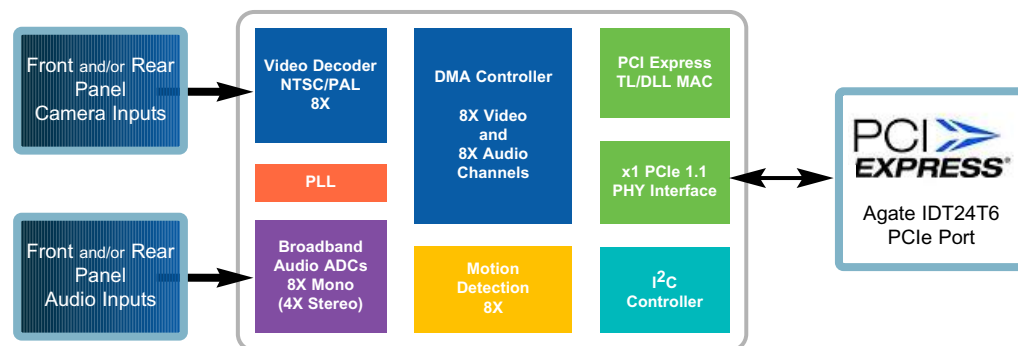 Front and/or Rear
Panel
Camera Inputs
Front and/or Rear
Panel
Audio Inputs
Video Decoder
NTSC/PAL
8X
PLL
Broadband
Audio ADCs
8X Mono
(4X Stereo)
DMA Controller
8X Video
and
8X Audio
Channels
Motion
Detection
8X
PCI Express
TL/DLL MAC
x1 PCIe 1.1
PHY Interface
I²C
Controller
PCI
EXPRESS®
Agate IDT24T6
PCIe Port